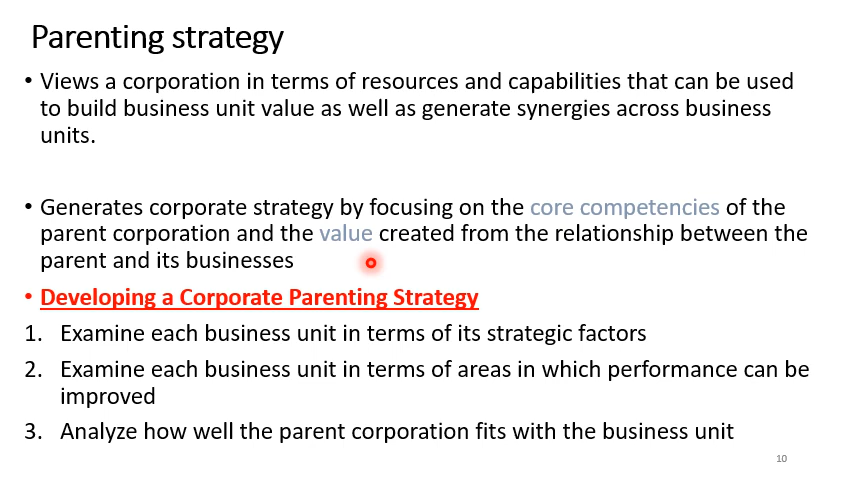 Parenting strategy
• Views a corporation in terms of resources and capabilities that can be used
to build business unit value as well as generate synergies across business
units.
• Generates corporate strategy by focusing on the core competencies of the
parent corporation and the value created from the relationship between the
parent and its businesses
• Developing a Corporate Parenting Strategy
1. Examine each business unit in terms of its strategic factors
2. Examine each business unit in terms of areas in which performance can be
improved
3. Analyze how well the parent corporation fits with the business unit
10